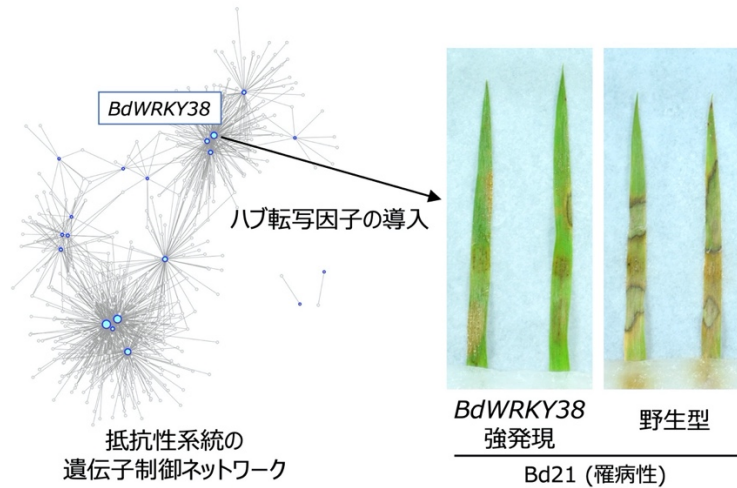 BdWRKY38
ハブ転写因子の導入
抵抗性系統の
遺伝子制御ネットワーク
BdWRKY38
強発現
野生型
Bd21 (罹病性)